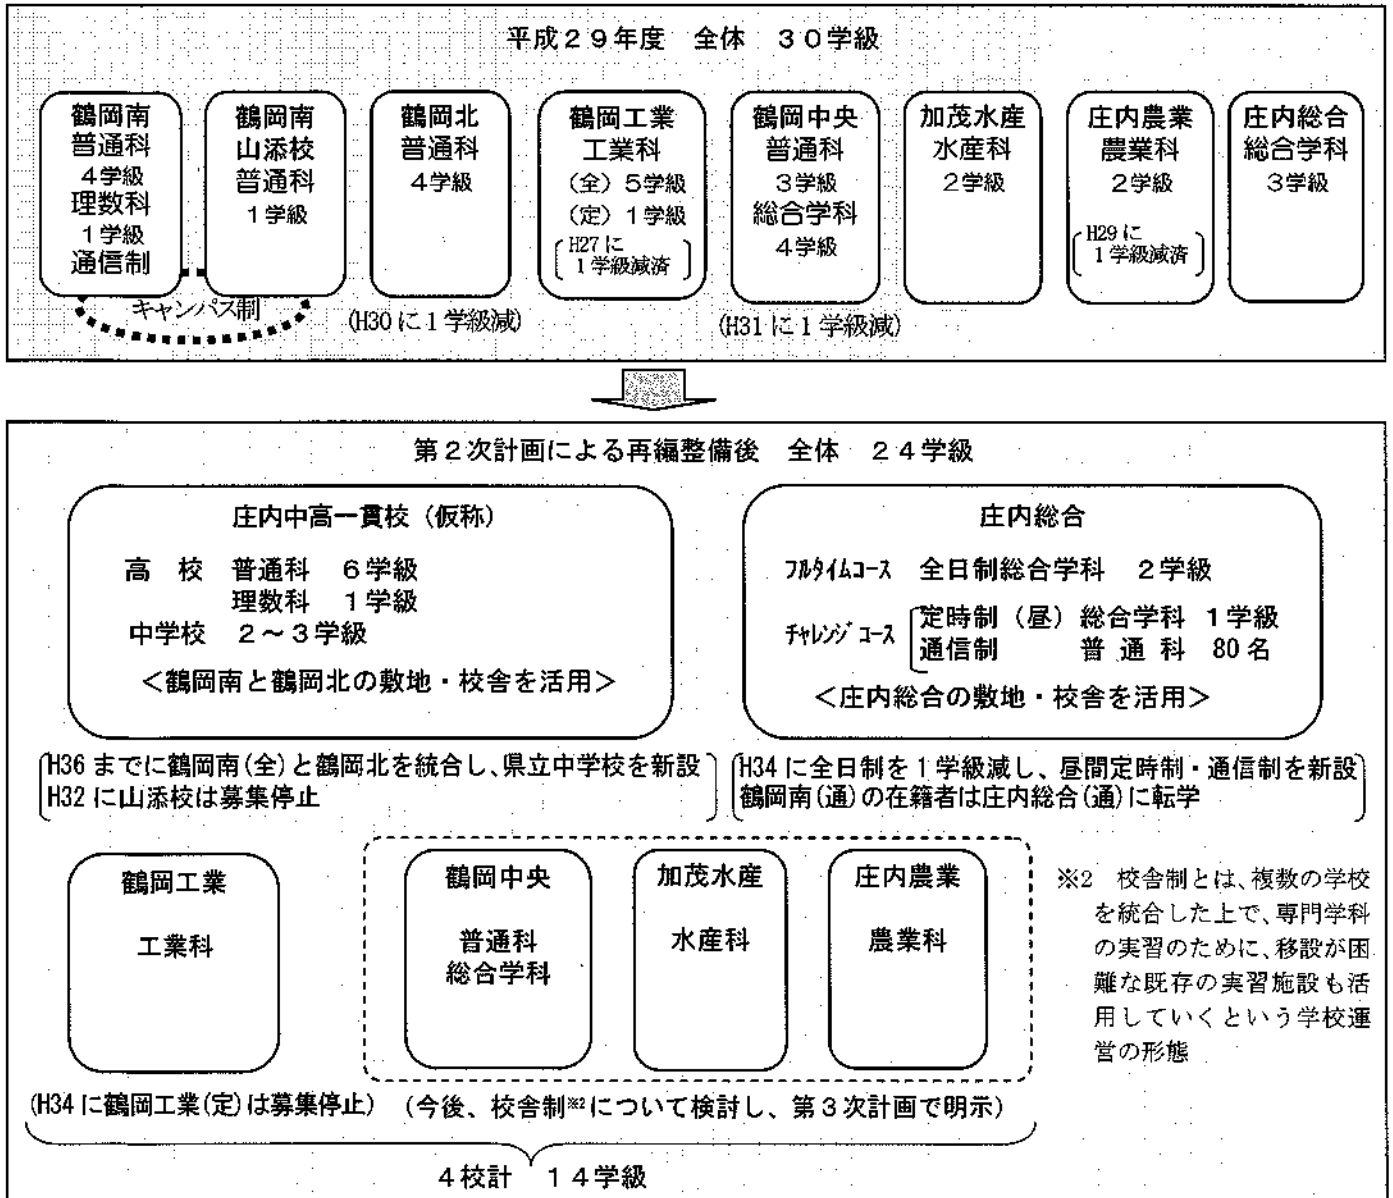 平成29年度 全体 30学級
鶴岡南
普通科
4学級
理数科
1学級
通信制
鶴岡南
山添校
普通科
1学級
キャンパス制
鶴岡北
普通科
4学級
(H30に1学級減)
鶴岡工業
工業科
(全)5学級
(定)1学級
H27に
1学級減済
鶴岡中央
普通科
3学級
総合学科
4学級
(H31に1学級減)
加茂水産
水産科
2学級
庄内農業
農業科
2学級
H29に
1学級減済
庄内総合
総合学科
3学級
第2次計画による再編整備後 全体 24学級
庄内中高一貫校(仮称)
高 校 普通科 6学級
理数科 1学級
中学校 2~3学級
<鶴岡南と鶴岡北の敷地・校舎を活用>
H36までに鶴岡南(全)と鶴岡北を統合し、県立中学校を新設
H32に山添校は募集停止
庄内総合
フルタイムコース 全日制総合学科 2学級
チャレンジコース 定時制(昼)総合学科 1学級
通信制 普 通 科 80名
<庄内総合の敷地・校舎を活用>
H34に全日制を1学級減し、昼間定時制・通信制を新設
鶴岡南(通)の在籍者は庄内総合(通)に転学
鶴岡工業
工業科
鶴岡中央
普通科
総合学科
加茂水産
水産科
庄内農業
農業科
※2 校舎制とは、複数の学校
を統合した上で、専門学科
の実習のために、移設が困
難な既存の実習施設も活
用していくという学校運
営の形態
(H34に鶴岡工業(定)は募集停止)
(今後、校舎制※2について検討し、第3次計画で明示)
4校計 14学級